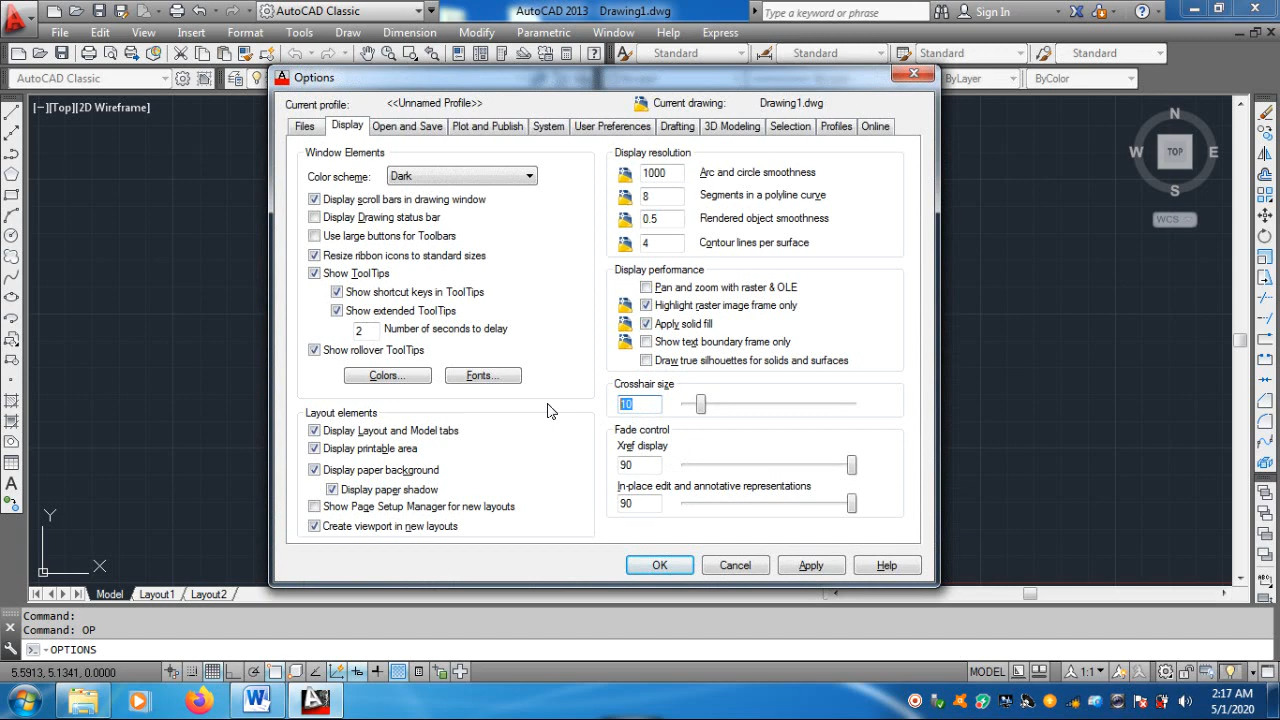 AutoCAD Classic
AutoCAD 2013 Drawing1.dwg
Type a keyword or phrase
Sign In
File Edit View Insert Format Tools Draw Dimension Modify Parametric Window Help Express
Standard Standard Standard Standard
AutoCAD Classic
ByLayer ByColor
Options
[−][Top][2D Wireframe]
Current profile: <<Unnamed Profile>> Current drawing: Drawing1.dwg
Files Display Open and Save Plot and Publish System User Preferences Drafting 3D Modeling Selection Profiles Online
Window Elements
Color scheme: Dark
Display scroll bars in drawing window
Display Drawing status bar
Use large buttons for Toolbars
Resize ribbon icons to standard sizes
Show ToolTips
Show shortcut keys in ToolTips
Show extended ToolTips
2 Number of seconds to delay
Show rollover ToolTips
Colors... Fonts...
Layout elements
Display Layout and Model tabs
Display printable area
Display paper background
Display paper shadow
Show Page Setup Manager for new layouts
Create viewport in new layouts
Display resolution
1000 Arc and circle smoothness
8 Segments in a polyline curve
0.5 Rendered object smoothness
4 Contour lines per surface
Display performance
Pan and zoom with raster & OLE
Highlight raster image frame only
Apply solid fill
Show text boundary frame only
Draw true silhouettes for solids and surfaces
Crosshair size
10
Fade control
Xref display
90
In-place edit and annotative representations
90
OK Cancel Apply Help
N
W TOP E
S
WCS
Y
X
Model Layout1 Layout2
Command:
Command: OP
OPTIONS
5.5913, 5.1341, 0.0000
MODEL 1:1
2:17 AM
5/1/2020